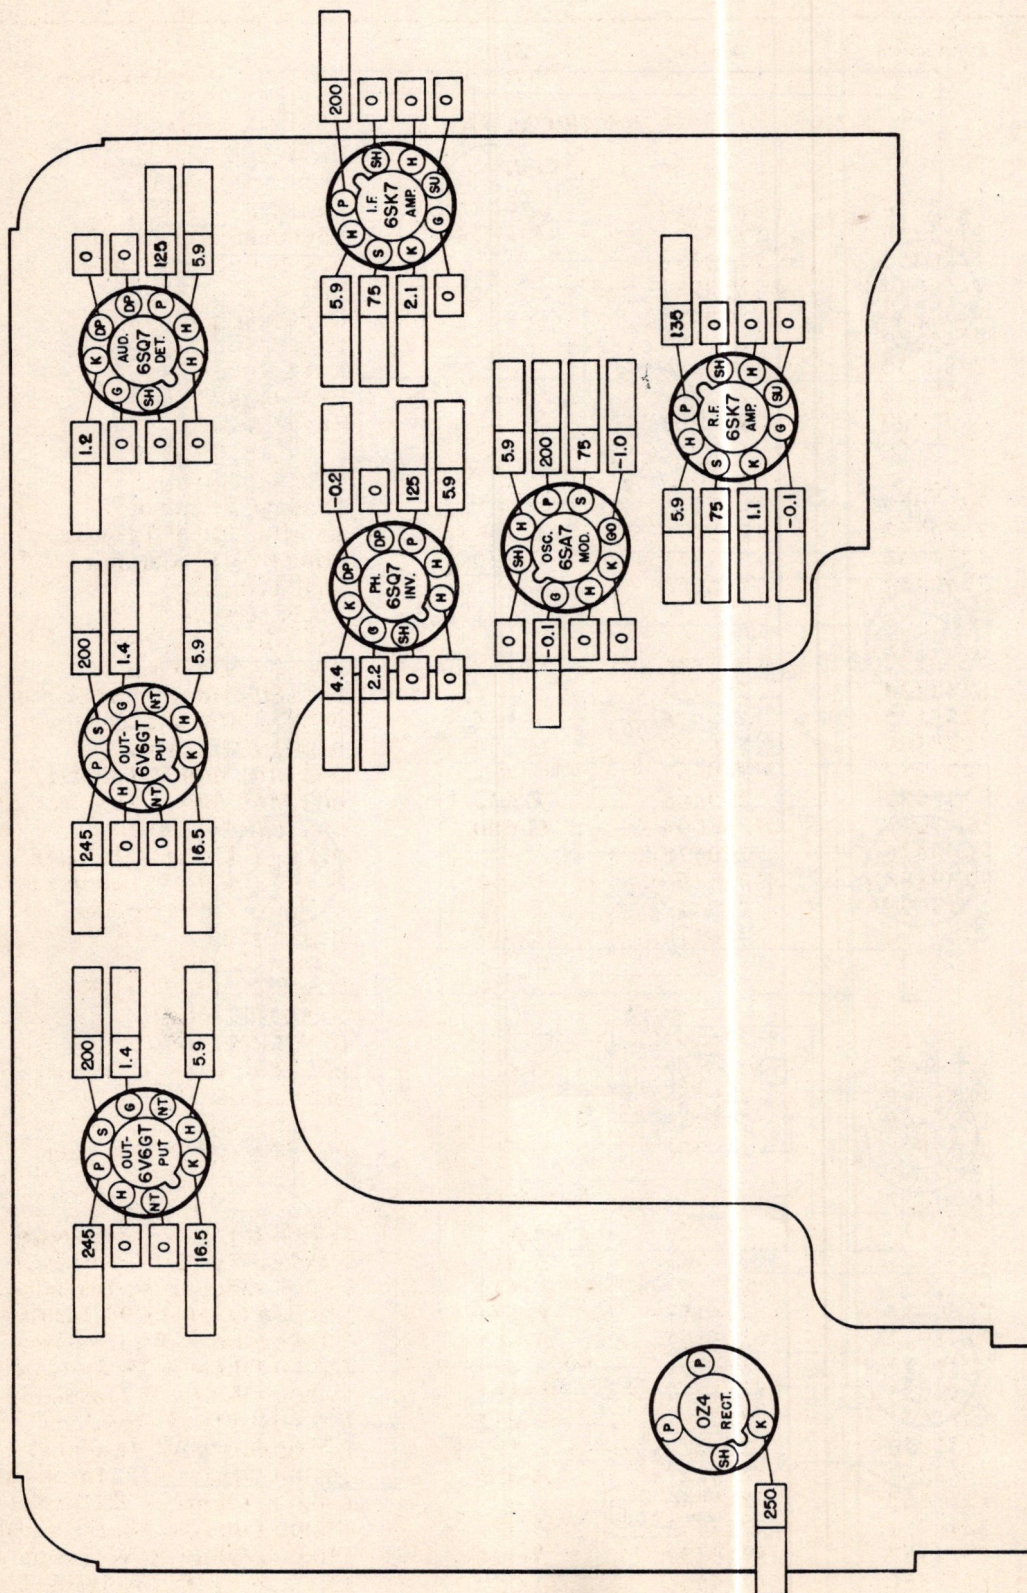 200
0
0
0
P
SH
H
SU
G
K
S
H
I.F.
6SK7
AMP.
5.9
75
2.1
0
0
0
125
5.9
K
DP
DP
P
H
H
SH
G
AUD.
6SQ7
DET.
1.2
0
0
0
135
0
0
0
P
SH
H
SU
G
K
S
H
R.F.
6SK7
AMP.
5.9
75
1.1
-0.1
5.9
200
75
-1.0
SH
H
P
S
GO
K
H
G
OSC.
6SA7
MOD.
0
-0.1
0
0
-0.2
0
125
5.9
K
DP
DP
P
H
H
SH
G
PH.
6SQ7
INV.
4.4
2.2
0
0
200
1.4
5.9
P
S
G
NT
H
K
NT
H
OUT-
6V6GT
PUT
245
0
0
16.5
200
1.4
5.9
P
S
G
NT
H
K
NT
H
OUT-
6V6GT
PUT
245
0
0
16.5
P
P
K
SH
OZ4
RECT.
250